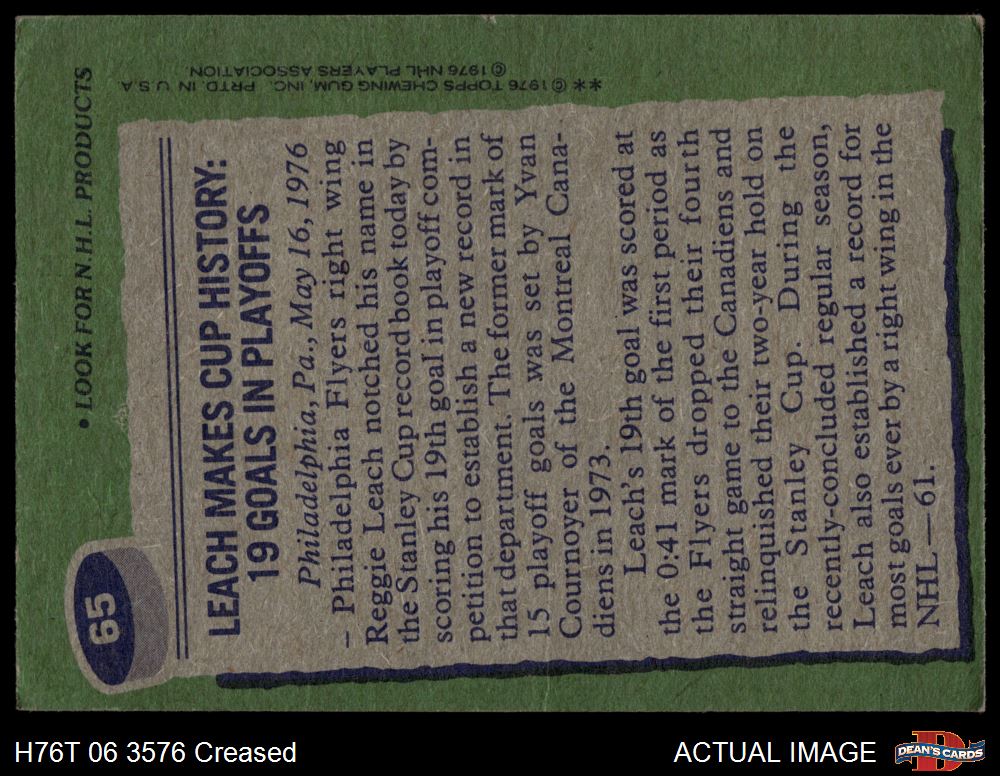 • LOOK FOR N.H.L. PRODUCTS
65
LEACH MAKES CUP HISTORY:
19 GOALS IN PLAYOFFS
Philadelphia, Pa., May 16, 1976
– Philadelphia Flyers right wing
Reggie Leach notched his name in
the Stanley Cup record book today by
scoring his 19th goal in playoff com-
petition to establish a new record in
that department. The former mark of
15 playoff goals was set by Yvan
Cournoyer of the Montreal Cana-
diens in 1973.
Leach's 19th goal was scored at
the 0:41 mark of the first period as
the Flyers dropped their fourth
straight game to the Canadiens and
relinquished their two-year hold on
the Stanley Cup. During the
recently-concluded regular season,
Leach also established a record for
most goals ever by a right wing in the
NHL—61.
**©1976 TOPPS CHEWING GUM, INC. PRTD. IN U.S.A.
©1976 NHL PLAYERS ASSOCIATION.
H76T 06 3576 Creased
ACTUAL IMAGE
D
DEAN'S CARDS